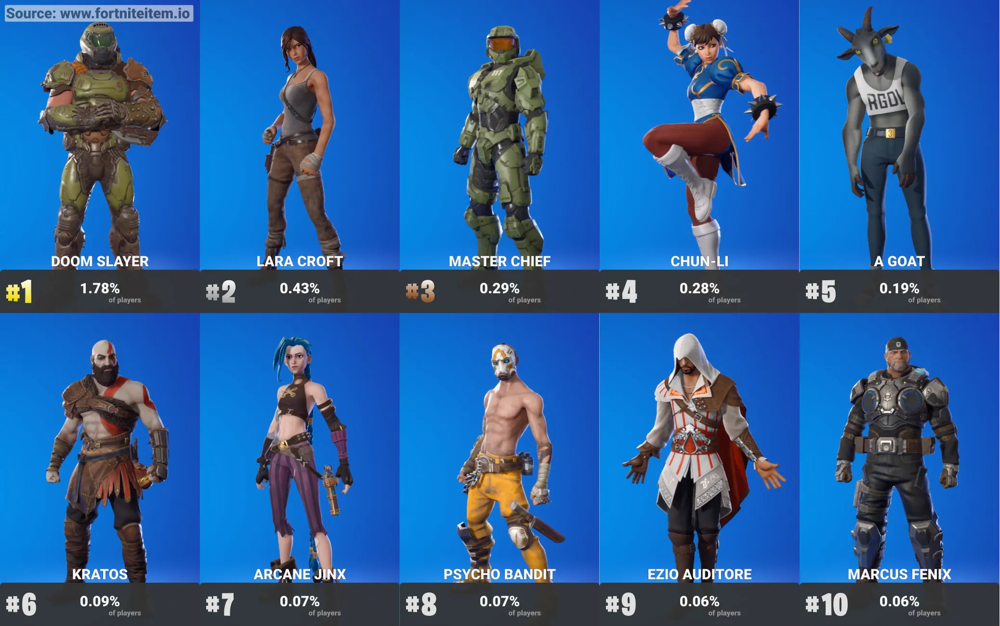 Source: www.fortniteitem.io
117
RGDL
3
DOOM SLAYER
#1
1.78%
of players
LARA CROFT
#2
0.43%
of players
MASTER CHIEF
#3
0.29%
of players
CHUN-LI
#4
0.28%
of players
A GOAT
#5
0.19%
of players
KRATOS
#6
0.09%
of players
ARCANE JINX
#7
0.07%
of players
PSYCHO BANDIT
#8
0.07%
of players
EZIO AUDITORE
#9
0.06%
of players
MARCUS FENIX
#10
0.06%
of players